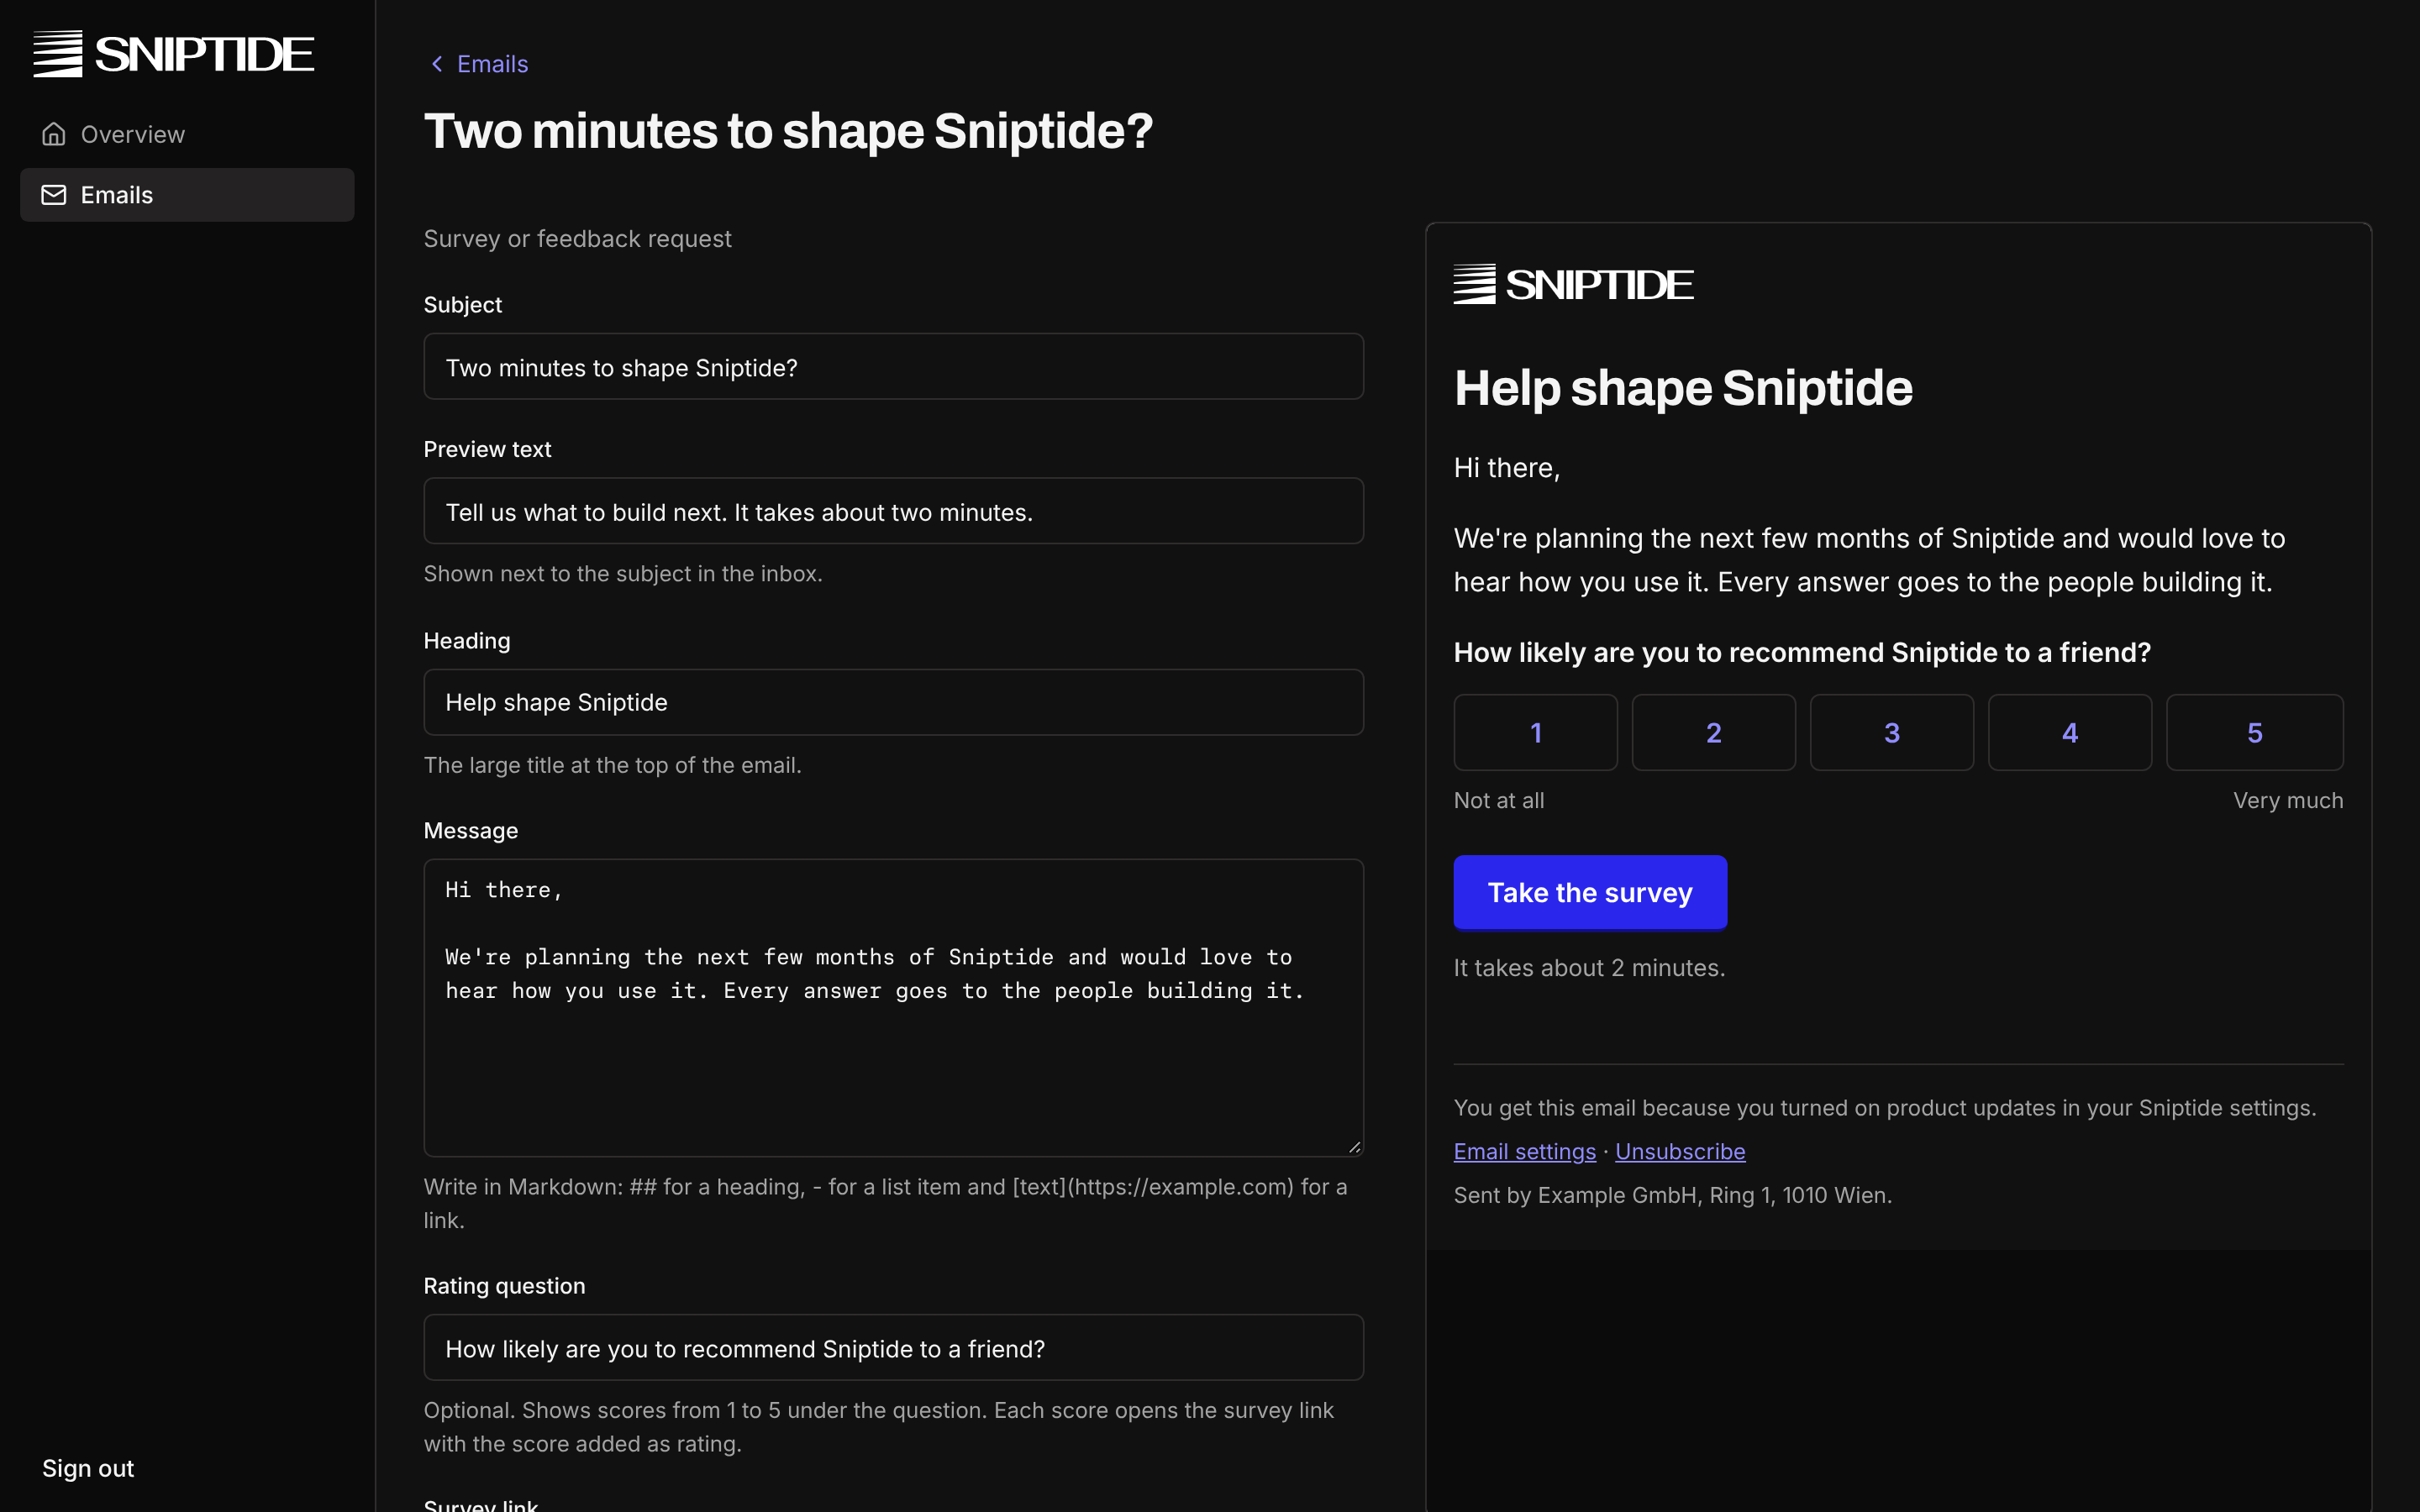 SNIPTIDE
Overview
Emails
Sign out
Emails
Two minutes to shape Sniptide?
Survey or feedback request
Subject
Two minutes to shape Sniptide?
Preview text
Tell us what to build next. It takes about two minutes.
Shown next to the subject in the inbox.
Heading
Help shape Sniptide
The large title at the top of the email.
Message
Hi there,
We're planning the next few months of Sniptide and would love to
hear how you use it. Every answer goes to the people building it.
Write in Markdown: ## for a heading, - for a list item and [text](https://example.com) for a
link.
Rating question
How likely are you to recommend Sniptide to a friend?
Optional. Shows scores from 1 to 5 under the question. Each score opens the survey link
with the score added as rating.
Survey link
SNIPTIDE
Help shape Sniptide
Hi there,
We're planning the next few months of Sniptide and would love to
hear how you use it. Every answer goes to the people building it.
How likely are you to recommend Sniptide to a friend?
1 2 3 4 5
Not at all Very much
Take the survey
It takes about 2 minutes.
You get this email because you turned on product updates in your Sniptide settings.
Email settings · Unsubscribe
Sent by Example GmbH, Ring 1, 1010 Wien.